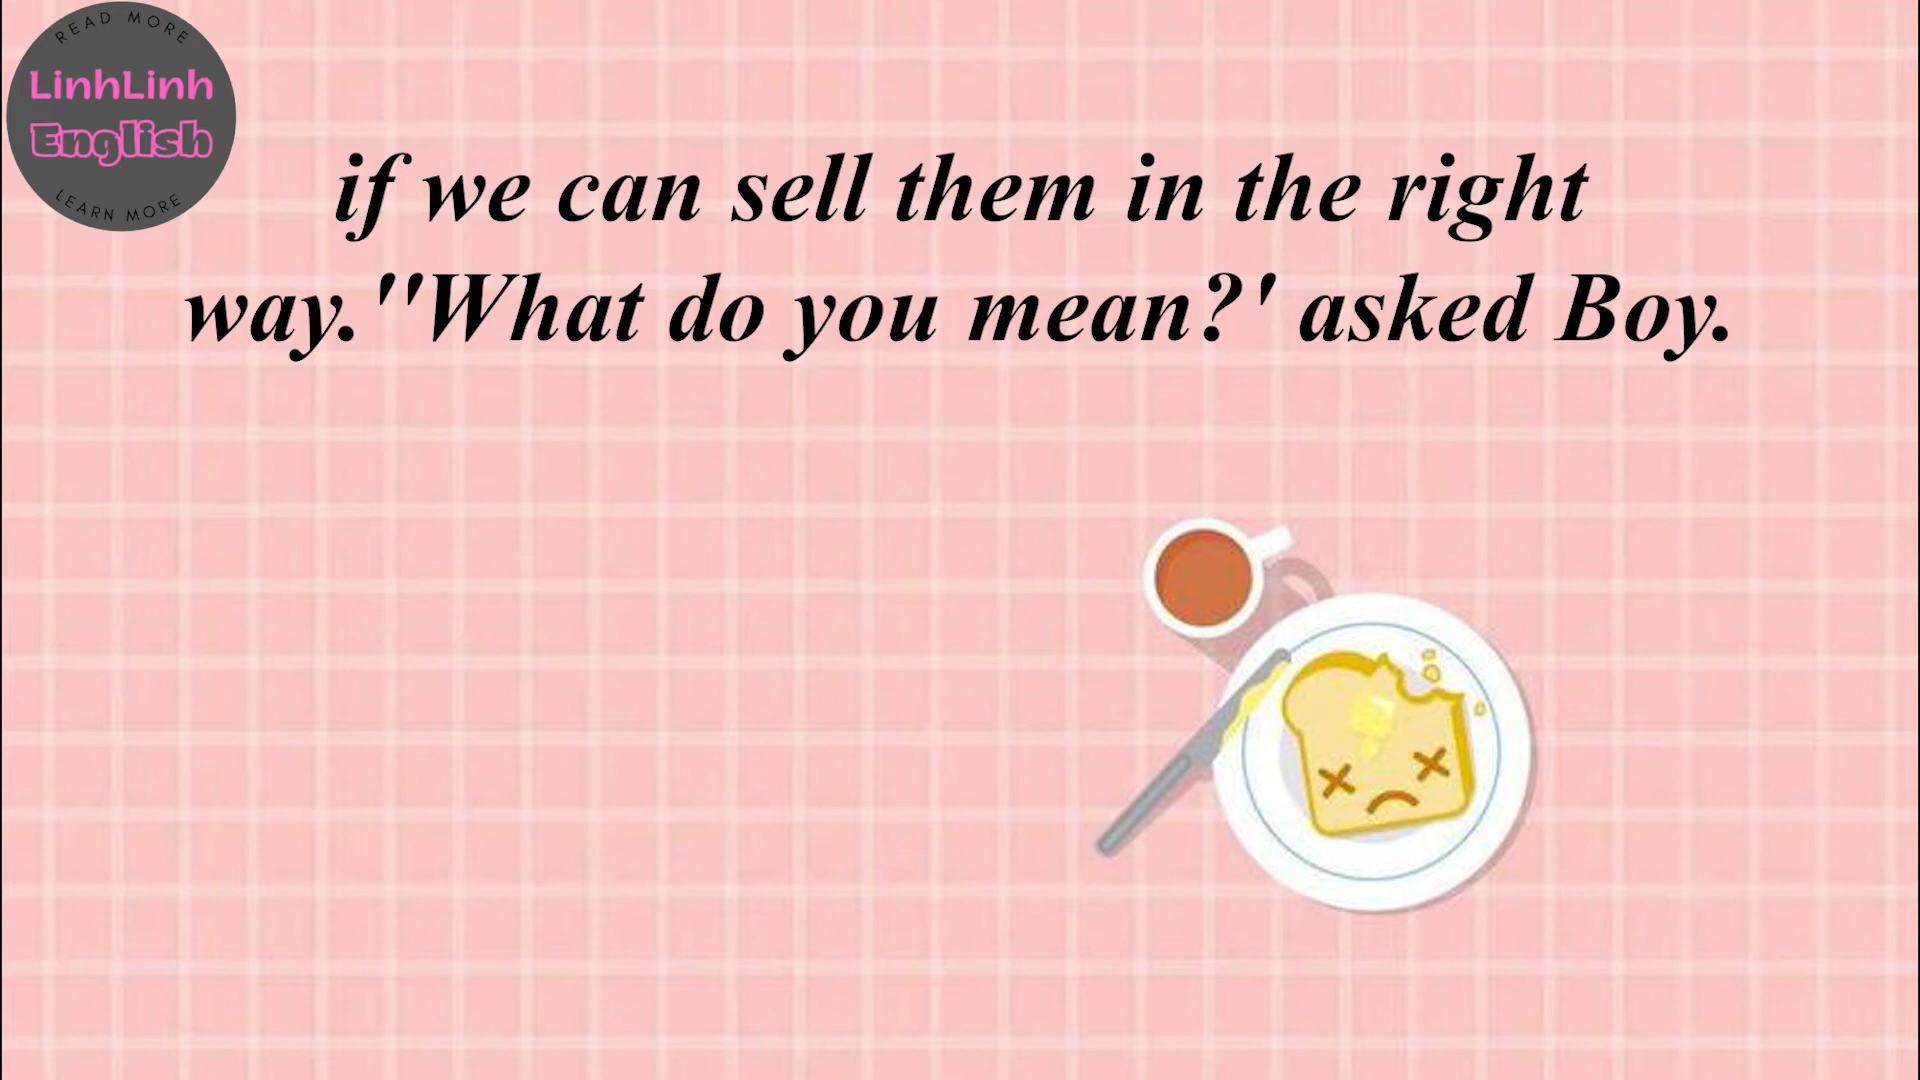 READ MORE
LinhLinh
English
LEARN MORE
if we can sell them in the right
way.''What do you mean?' asked Boy.